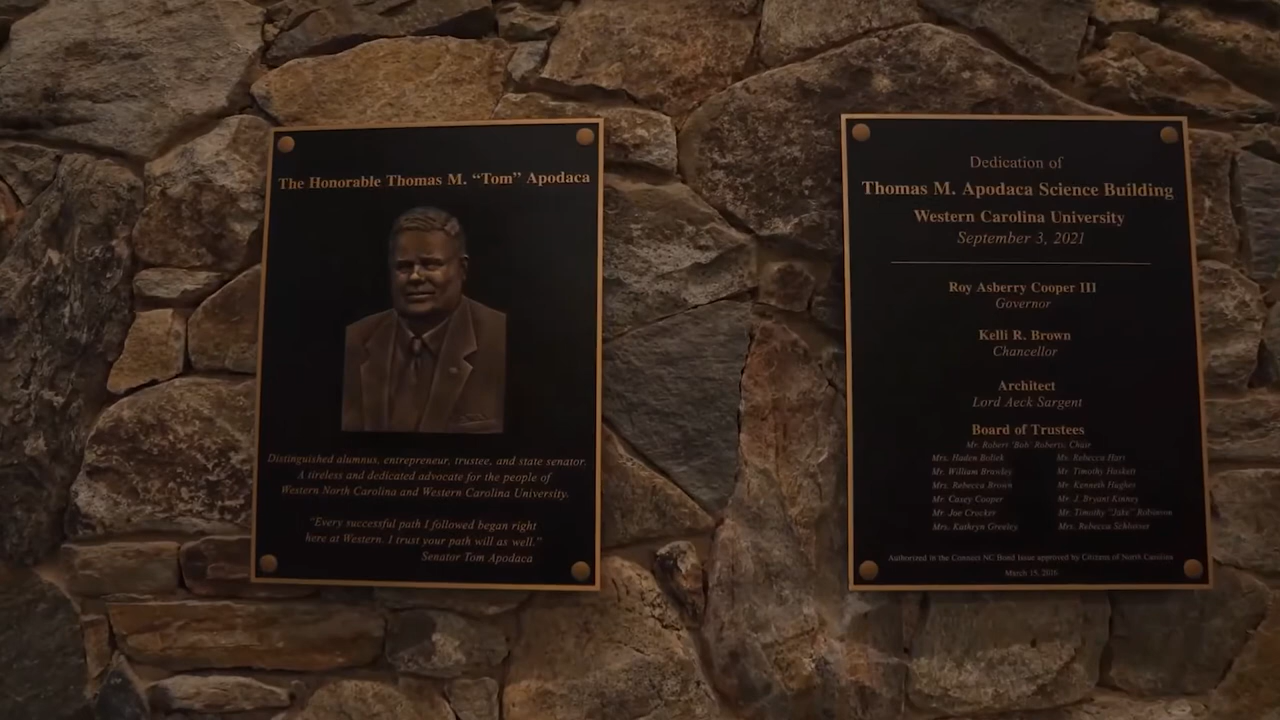 The Honorable Thomas M. “Tom” Apodaca
Distinguished alumnus, entrepreneur, trustee, and state senator.
A tireless and dedicated advocate for the people of
Western North Carolina and Western Carolina University.
“Every successful path I followed began right
here at Western. I trust your path will as well.”
Senator Tom Apodaca
Dedication of
Thomas M. Apodaca Science Building
Western Carolina University
September 3, 2021
Roy Asberry Cooper III
Governor
Kelli R. Brown
Chancellor
Architect
Lord Aeck Sargent
Board of Trustees
Mr. Robert 'Bob' Roberts, Chair
Mrs. Haden Boliek
Mr. William Brawley
Mrs. Rebecca Brown
Mr. Casey Cooper
Mr. Joe Crocker
Mrs. Kathryn Greeley
Ms. Rebecca Hart
Mr. Timothy Haskett
Mr. Kenneth Hughes
Mr. J. Bryant Kinney
Mr. Timothy "Jake" Robinson
Mrs. Rebecca Schlosser
Authorized in the Connect NC Bond Issue approved by Citizens of North Carolina
March 15, 2016